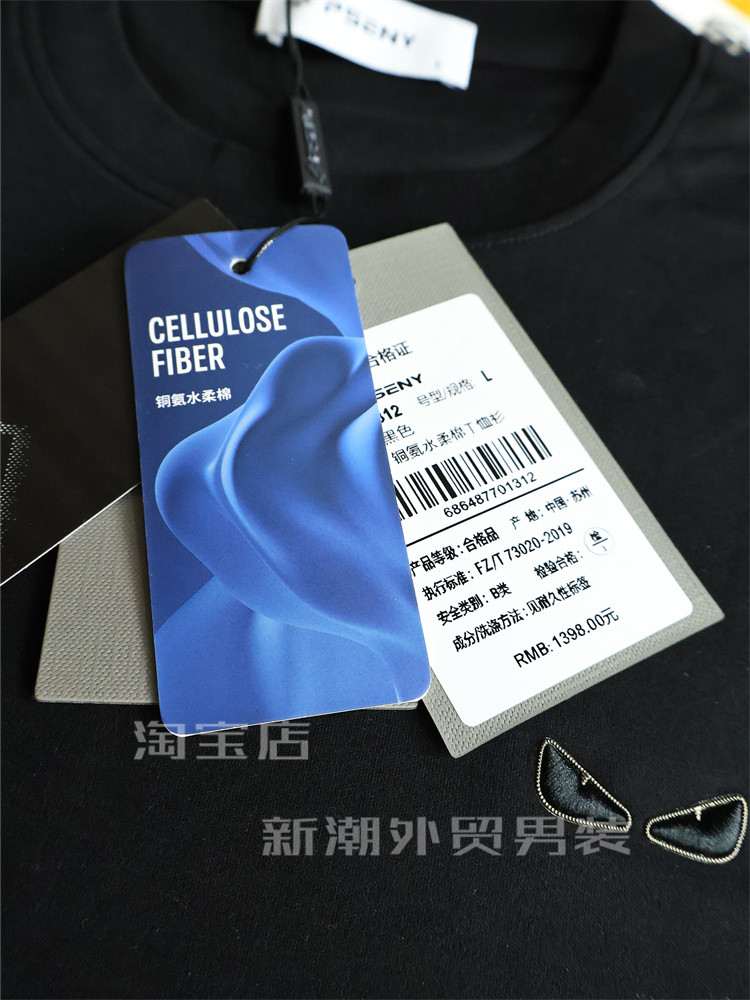 PSENY
CELLULOSE
FIBER
铜氨水柔棉
合格证
SENY
312 号型/规格: L
黑色
铜氨水柔棉T恤衫
686487701312
产品等级:合格品 产 地:中国·苏州
执行标准:FZ/T 73020-2019
安全类别:B类 检验合格:
成分/洗涤方法:见耐久性标签
RMB:1398.00元
淘宝店
新潮外贸男装